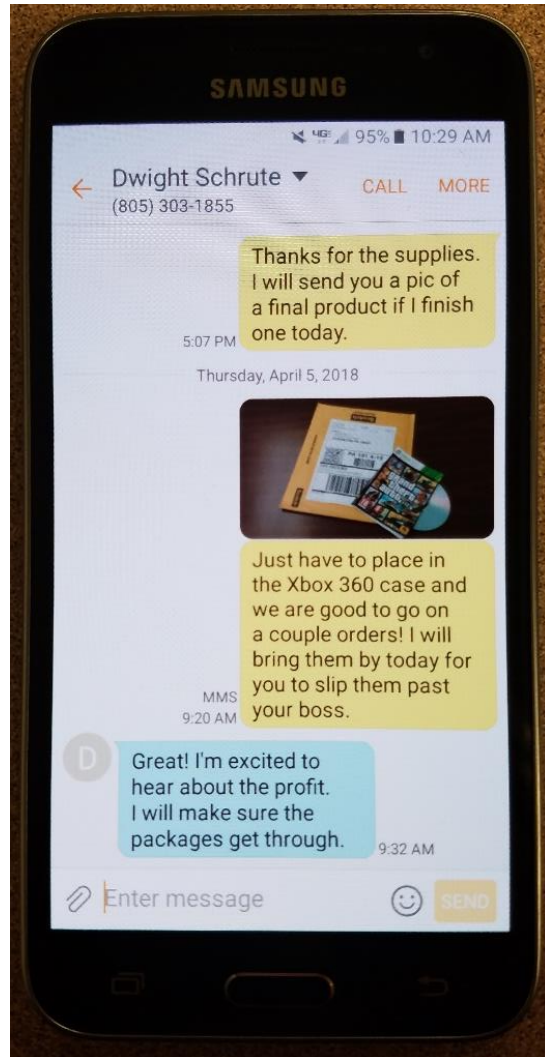 SAMSUNG
4G 95% 10:29 AM
Dwight Schrute
CALL MORE
(805) 303-1855
Thanks for the supplies.
I will send you a pic of
a final product if I finish
one today.
5:07 PM
Thursday, April 5, 2018
Just have to place in
the Xbox 360 case and
we are good to go on
a couple orders! I will
bring them by today for
you to slip them past
your boss.
MMS
9:20 AM
D
Great! I'm excited to
hear about the profit.
I will make sure the
packages get through.
9:32 AM
Enter message
SEND